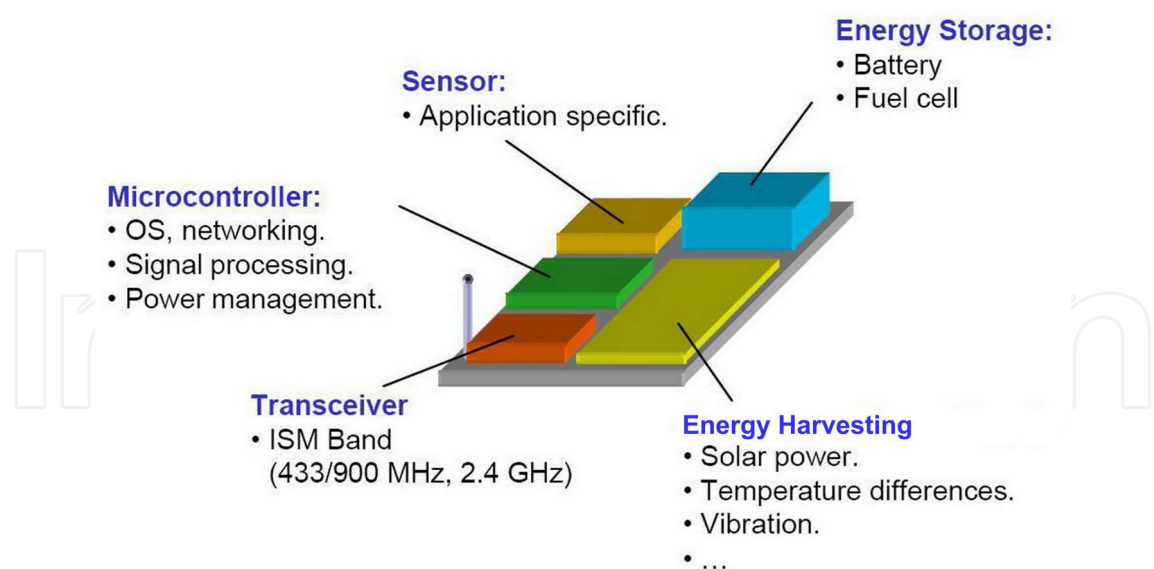 Energy Storage:
• Battery
• Fuel cell
Sensor:
• Application specific.
Microcontroller:
• OS, networking.
• Signal processing.
• Power management.
Transceiver
• ISM Band
(433/900 MHz, 2.4 GHz)
Energy Harvesting
• Solar power.
• Temperature differences.
• Vibration.
• ...